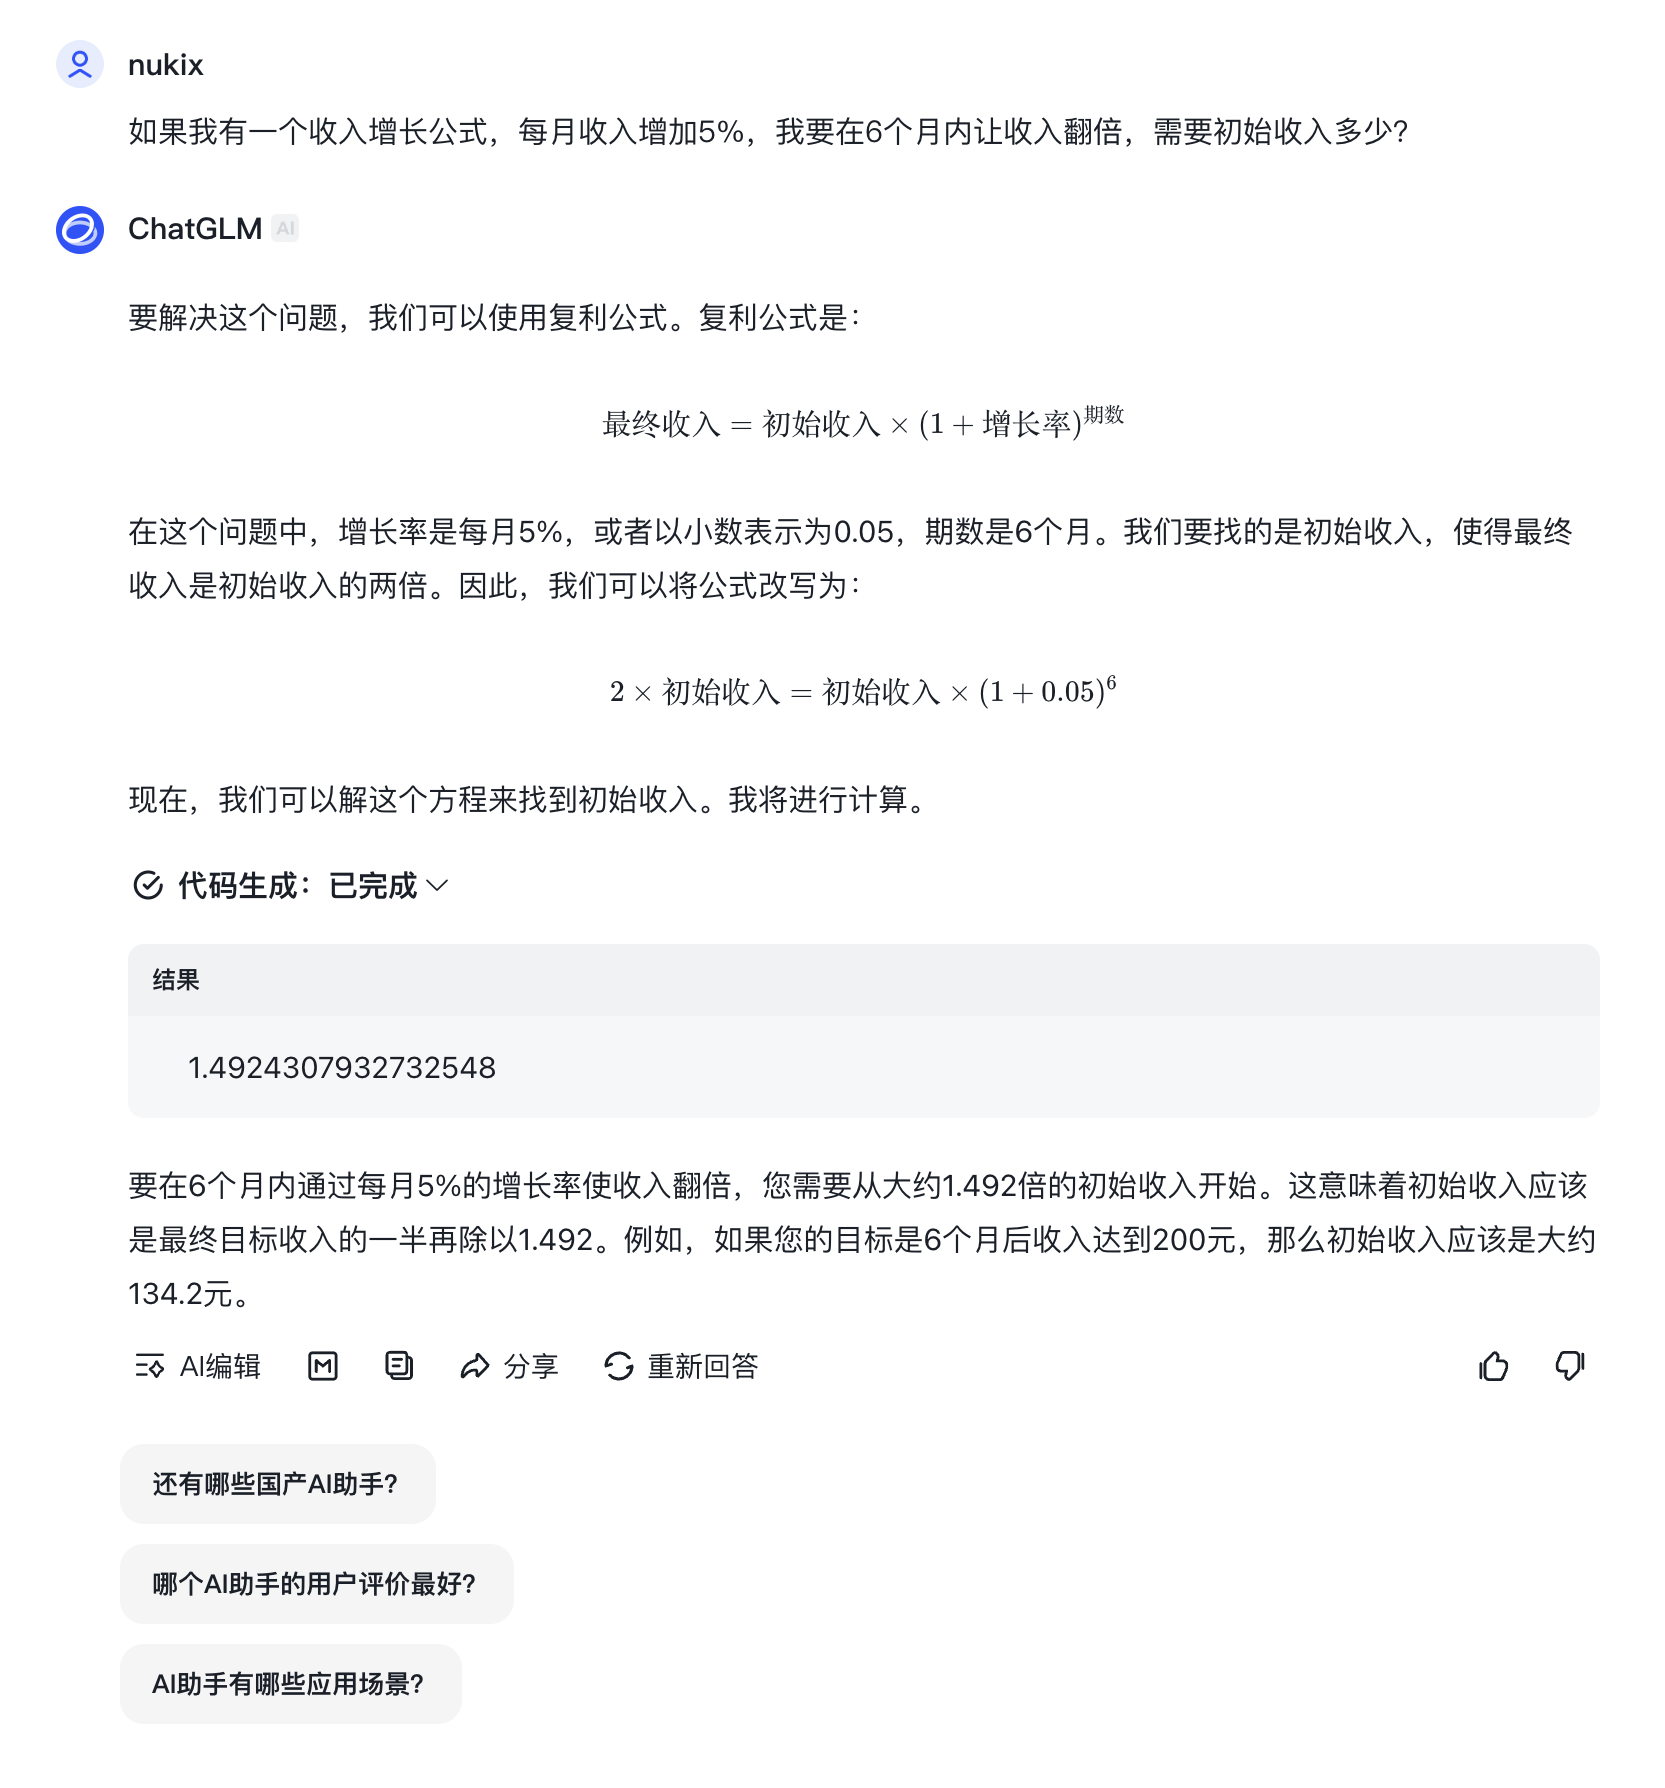 nukix
如果我有一个收入增长公式，每月收入增加5%，我要在6个月内让收入翻倍，需要初始收入多少？
ChatGLM AI
要解决这个问题，我们可以使用复利公式。复利公式是：
最终收入 = 初始收入 × (1 + 增长率)^期数
在这个问题中，增长率是每月5%，或者以小数表示为0.05，期数是6个月。我们要找的是初始收入，使得最终
收入是初始收入的两倍。因此，我们可以将公式改写为：
2 × 初始收入 = 初始收入 × (1 + 0.05)^6
现在，我们可以解这个方程来找到初始收入。我将进行计算。
代码生成：已完成
结果
1.4924307932732548
要在6个月内通过每月5%的增长率使收入翻倍，您需要从大约1.492倍的初始收入开始。这意味着初始收入应该
是最终目标收入的一半再除以1.492。例如，如果您的目标是6个月后收入达到200元，那么初始收入应该是大约
134.2元。
AI编辑 分享 重新回答
还有哪些国产AI助手？
哪个AI助手的用户评价最好？
AI助手有哪些应用场景？